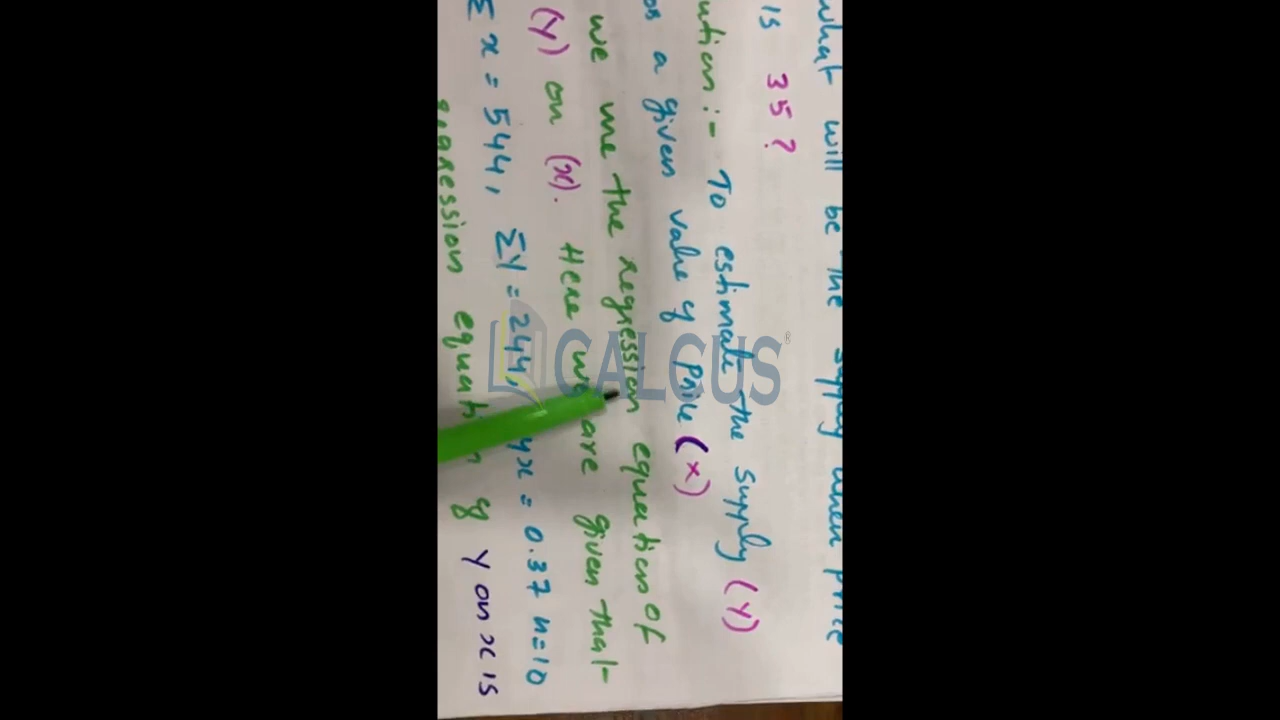 what will be the supply when price
is 35?
ution:- To estimate the supply (Y)
a given value of price (x)
we use the regression equation of
(Y) on (x). Here we are given that-
Σx = 544, ΣY = 244, yx = 0.37 n=10
regression equation of Y on x is
CALCUS®